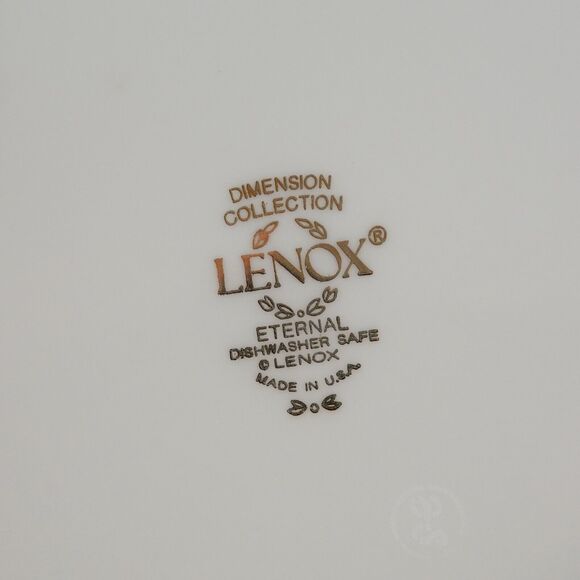 DIMENSION
COLLECTION
LENOX®
ETERNAL
DISHWASHER SAFE
© LENOX
MADE IN U.S.A.